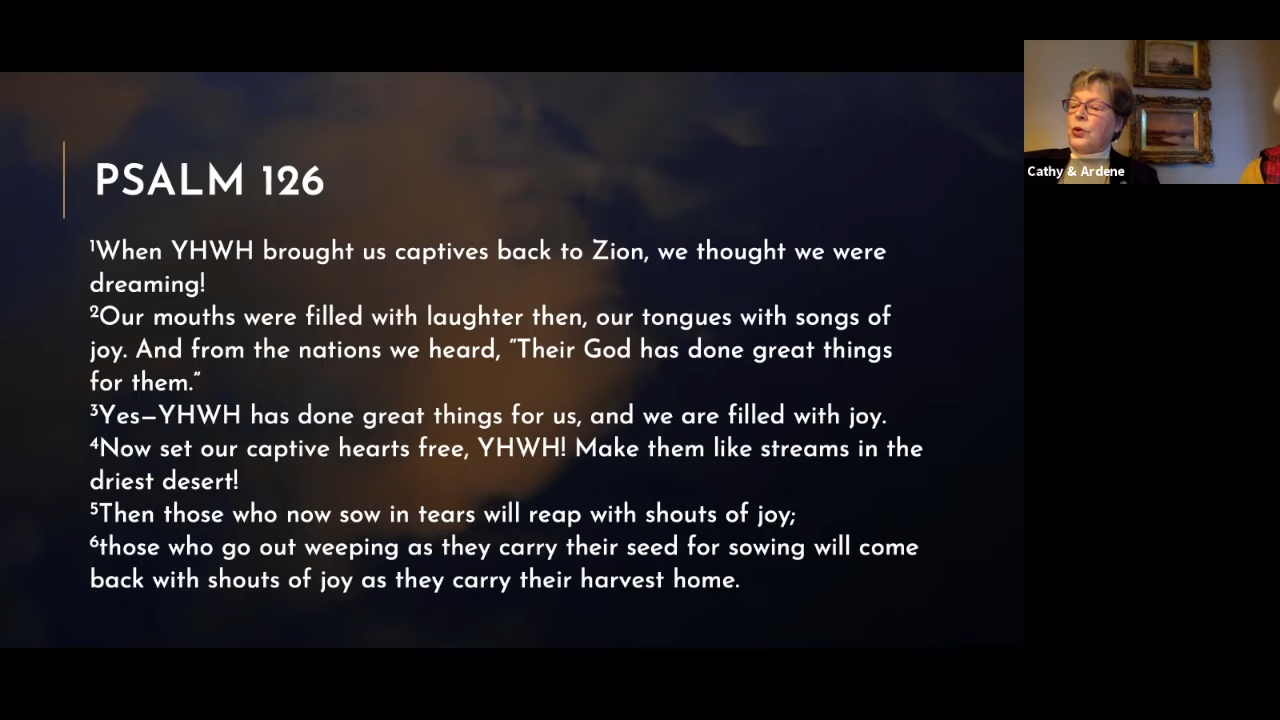 PSALM 126
¹When YHWH brought us captives back to Zion, we thought we were
dreaming!
²Our mouths were filled with laughter then, our tongues with songs of
joy. And from the nations we heard, “Their God has done great things
for them.”
³Yes—YHWH has done great things for us, and we are filled with joy.
⁴Now set our captive hearts free, YHWH! Make them like streams in the
driest desert!
⁵Then those who now sow in tears will reap with shouts of joy;
⁶those who go out weeping as they carry their seed for sowing will come
back with shouts of joy as they carry their harvest home.
Cathy & Ardene